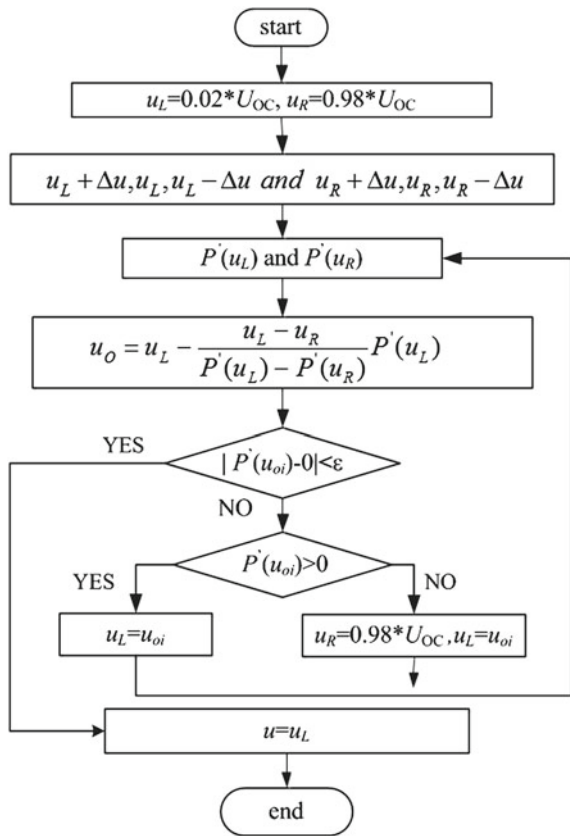 start
u_L=0.02*U_OC, u_R=0.98*U_OC
u_L + Δu,u_L,u_L − Δu and u_R + Δu,u_R,u_R − Δu
P`(u_L) and P`(u_R)
u_O = u_L − (u_L − u_R)/(P`(u_L) − P`(u_R)) P`(u_L)
YES
| P`(u_oi)-0|<ε
NO
P`(u_oi)>0
YES
NO
u_L=u_oi
u_R=0.98*U_OC,u_L=u_oi
u=u_L
end